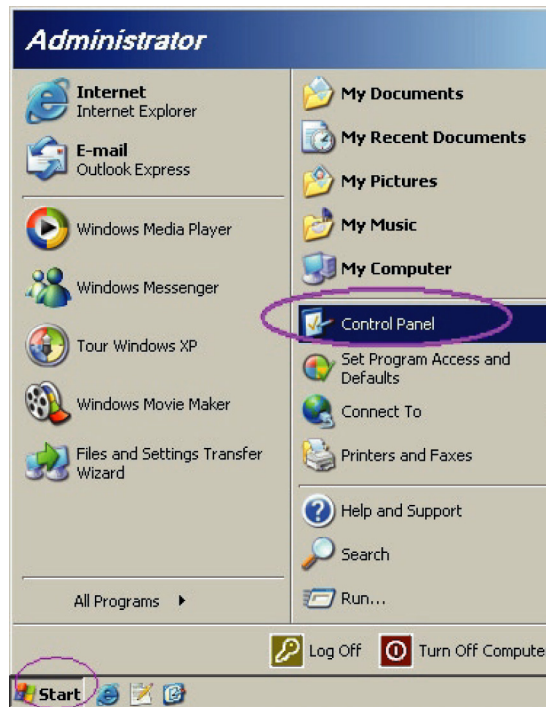 Administrator
Internet
Internet Explorer
E-mail
Outlook Express
Windows Media Player
Windows Messenger
Tour Windows XP
Windows Movie Maker
Files and Settings Transfer
Wizard
All Programs
My Documents
My Recent Documents
My Pictures
My Music
My Computer
Control Panel
Set Program Access and
Defaults
Connect To
Printers and Faxes
Help and Support
Search
Run...
Log Off
Turn Off Compute
Start